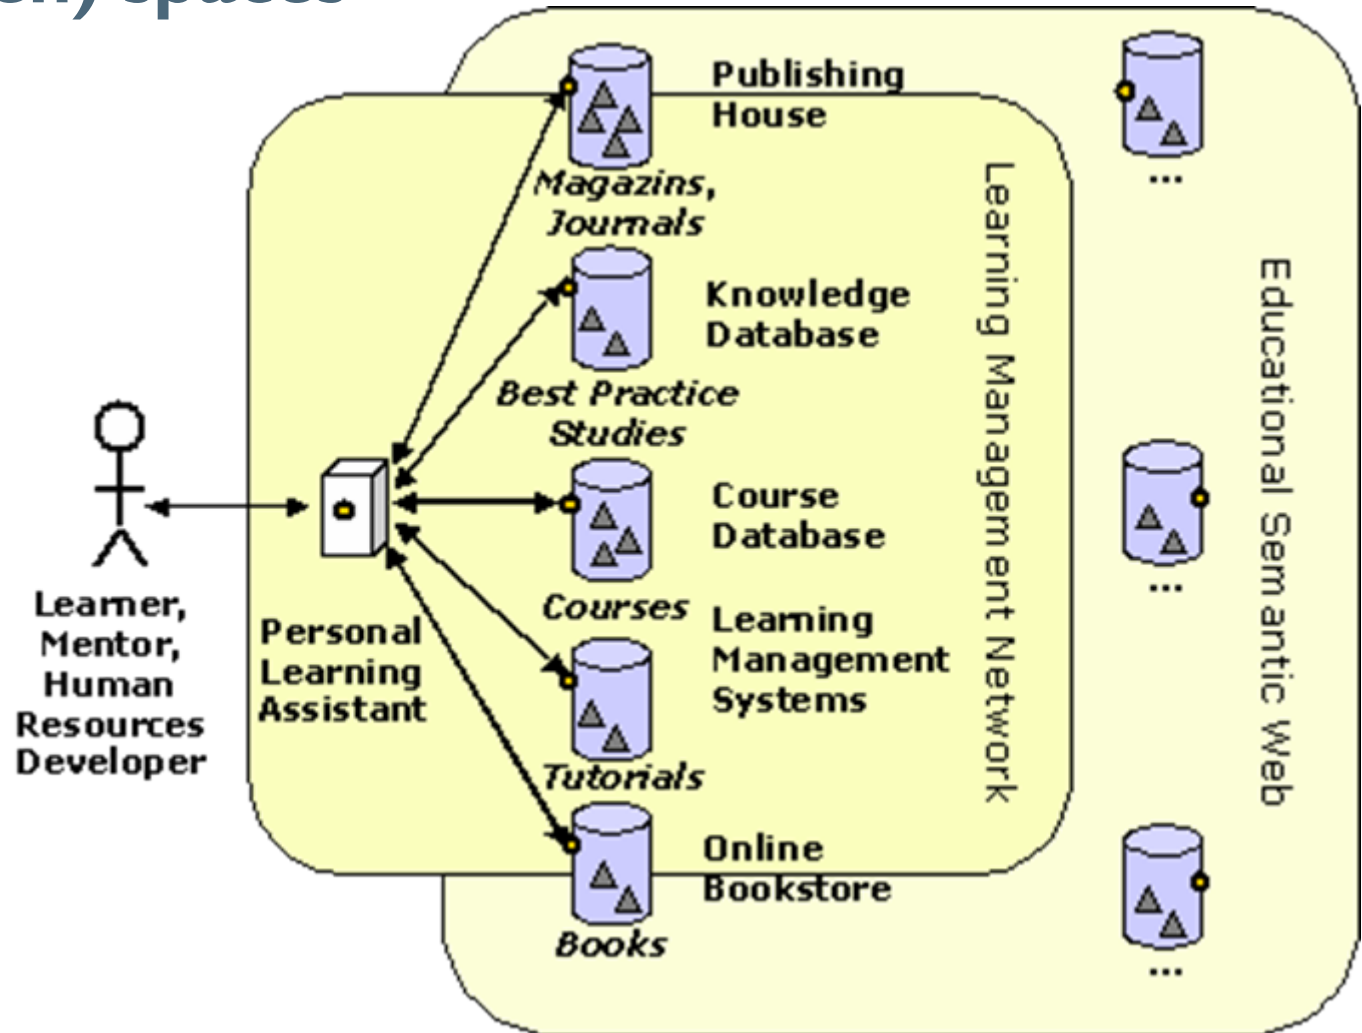 spaces
Publishing
House
Magazins,
Journals
Knowledge
Database
Best Practice
Studies
Course
Database
Courses
Learning
Management
Systems
Tutorials
Online
Bookstore
Books
Personal
Learning
Assistant
Learner,
Mentor,
Human
Resources
Developer
Learning Management Network
...
...
...
Educational Semantic Web